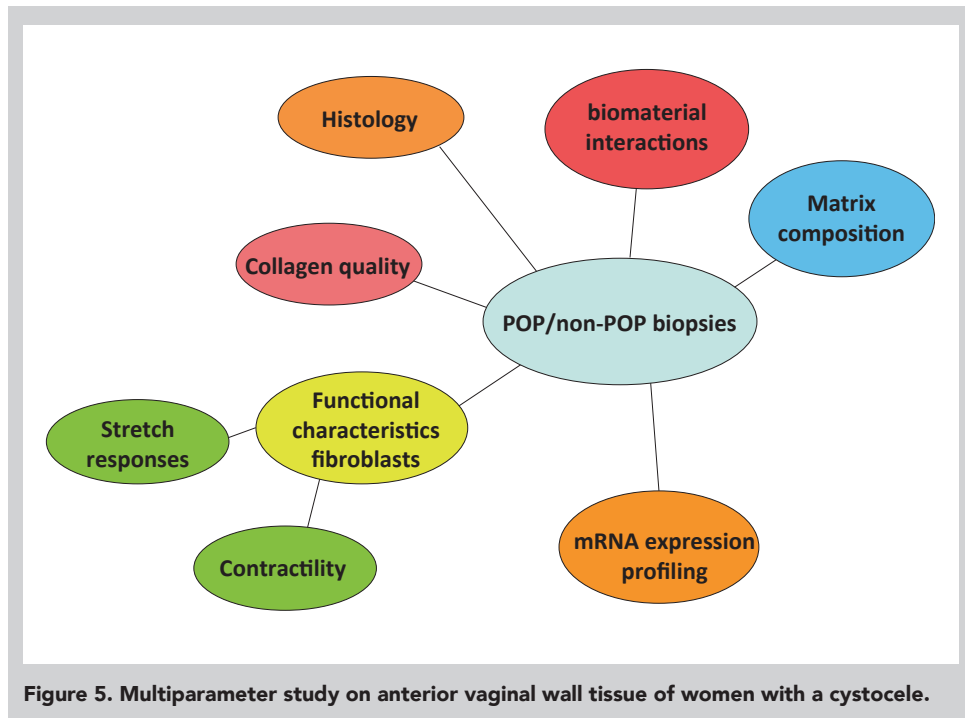 Histology
biomaterial
interactions
Matrix
composition
Collagen quality
POP/non-POP biopsies
Functional
characteristics
fibroblasts
Stretch
responses
Contractility
mRNA expression
profiling
Figure 5. Multiparameter study on anterior vaginal wall tissue of women with a cystocele.